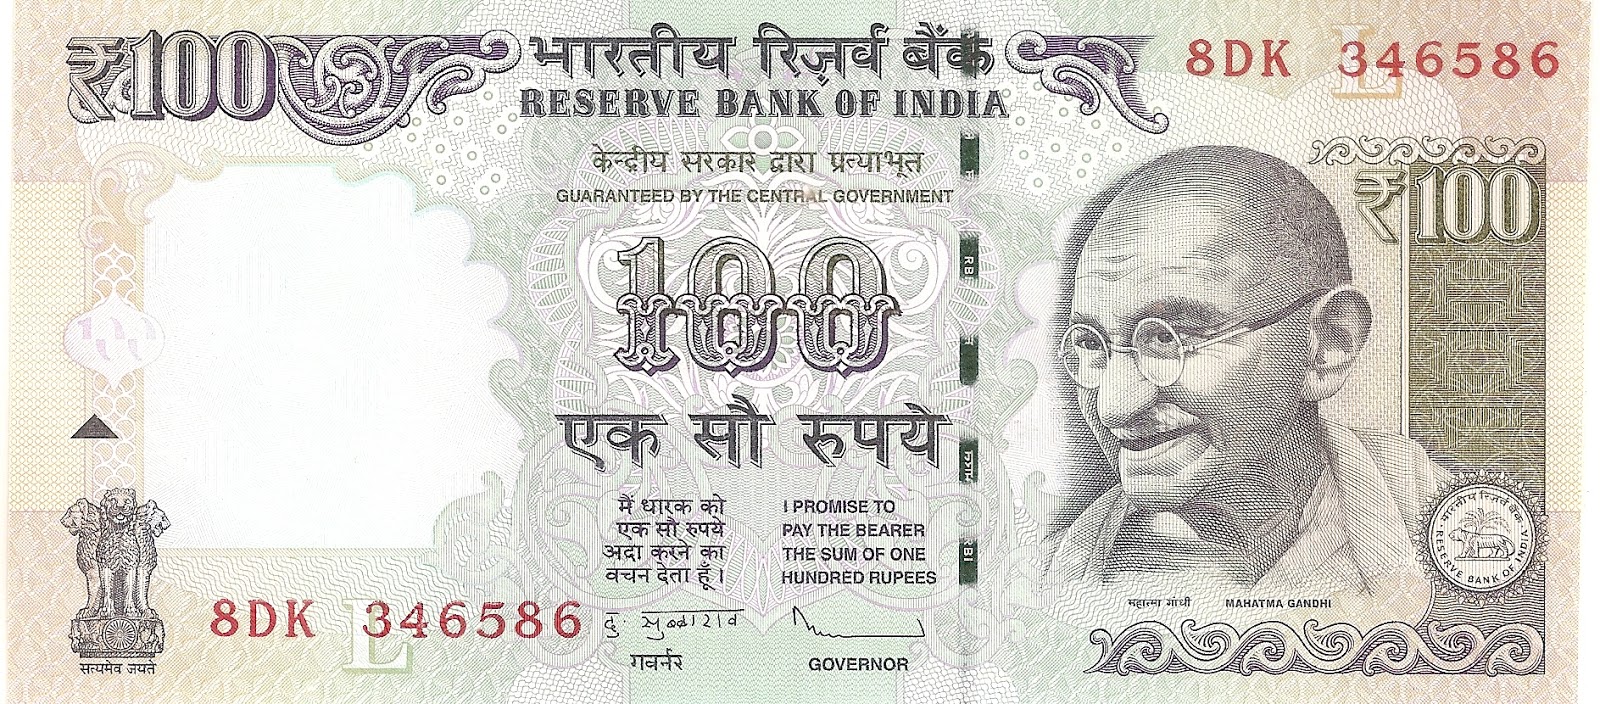 ₹100
भारतीय रिज़र्व बैंक
RESERVE BANK OF INDIA
8DK 346586
केन्द्रीय सरकार द्वारा प्रत्याभूत
GUARANTEED BY THE CENTRAL GOVERNMENT
₹100
100
RBI
एक सौ रुपये
भारत
RBI
मैं धारक को
एक सौ रुपये
अदा करने का
वचन देता हूँ।
I PROMISE TO
PAY THE BEARER
THE SUM OF ONE
HUNDRED RUPEES
भारतीय रिज़र्व बैंक
RESERVE BANK OF INDIA
महात्मा गांधी
MAHATMA GANDHI
8DK 346586
L
दु. सुब्बाराव
गवर्नर
GOVERNOR
सत्यमेव जयते